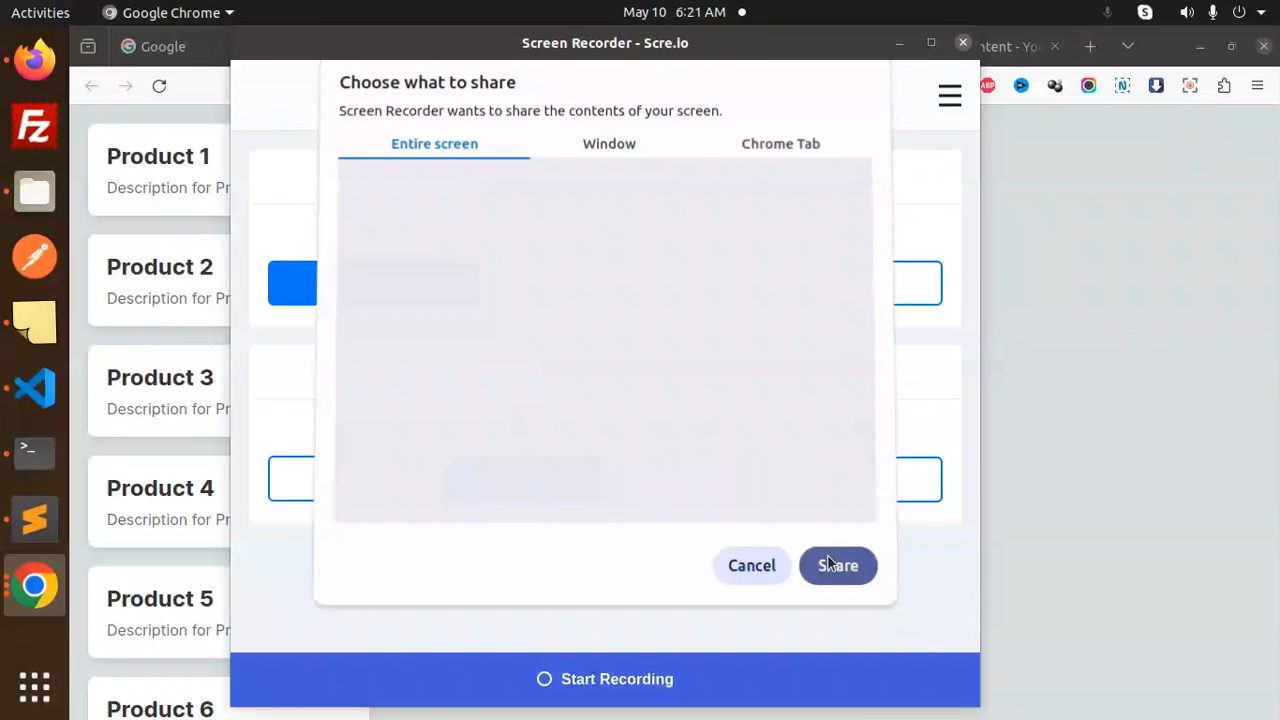 Activities
Google Chrome
May 10 6:21 AM
Google
Screen Recorder - Scre.io
ntent - You
Choose what to share
Screen Recorder wants to share the contents of your screen.
Entire screen
Window
Chrome Tab
Product 1
Description for Pr
Product 2
Description for Pr
Product 3
Description for Pr
Product 4
Description for Pr
Product 5
Description for Pr
Product 6
Cancel
Share
Start Recording